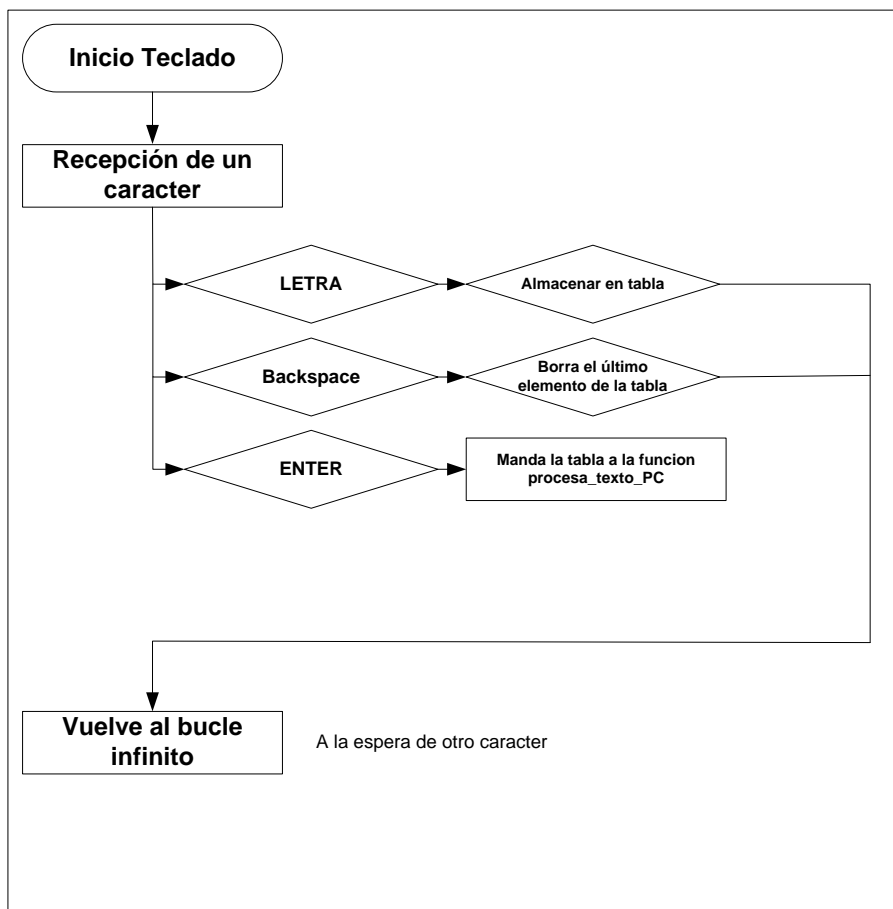 Inicio Teclado
Recepción de un
caracter
LETRA
Almacenar en tabla
Backspace
Borra el último
elemento de la tabla
ENTER
Manda la tabla a la funcion
procesa_texto_PC
Vuelve al bucle
infinito
A la espera de otro caracter